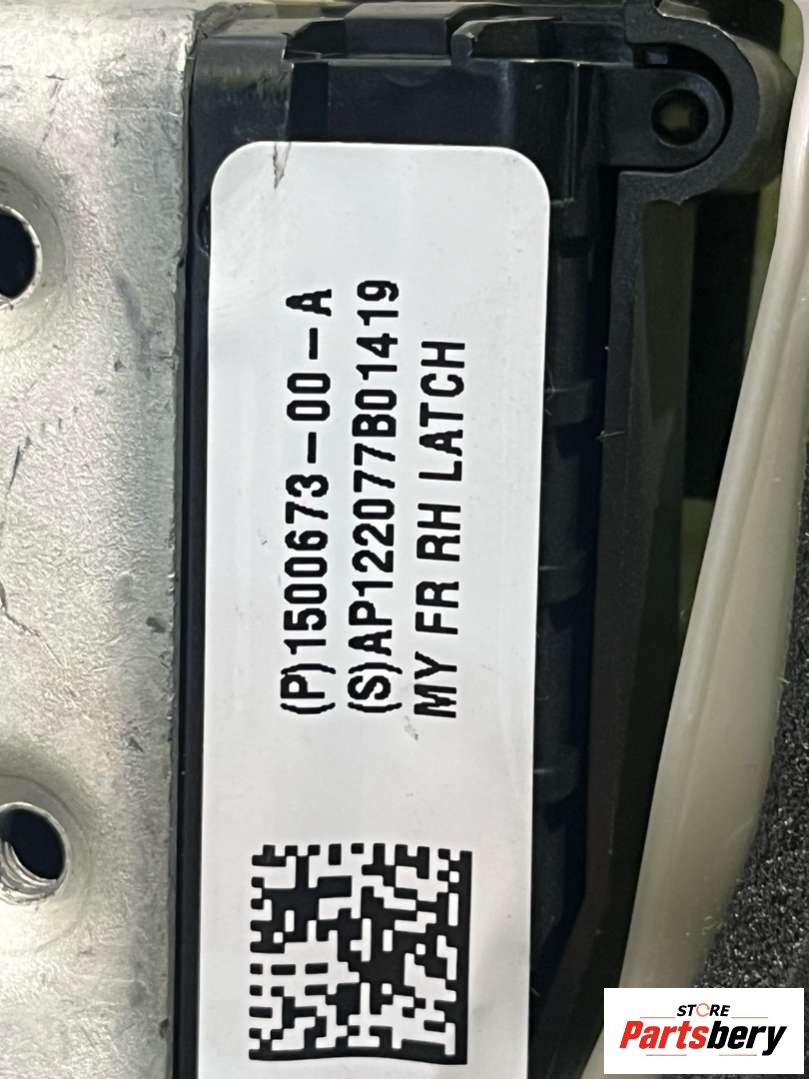 (P)1500673-00-A
(S)AP122077B01419
MY FR RH LATCH
STORE
Partsbery